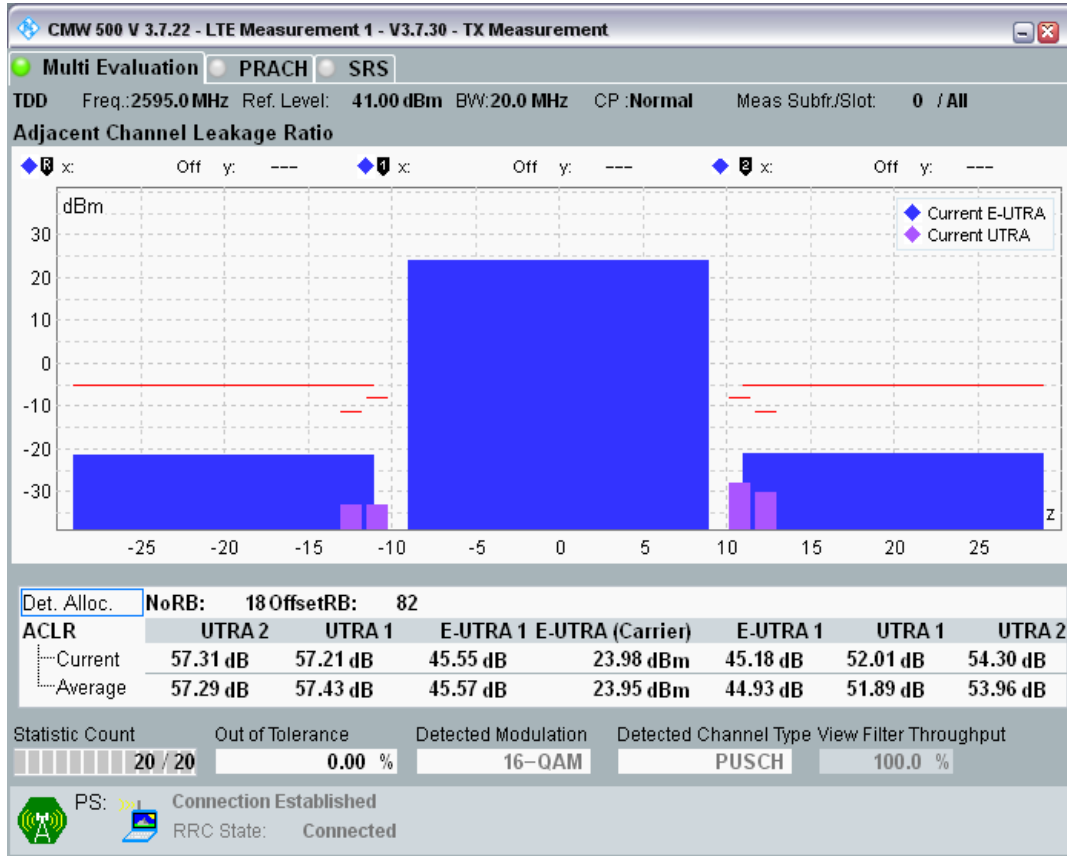 CMW 500 V 3.7.22 - LTE Measurement 1 - V3.7.30 - TX Measurement
Multi Evaluation PRACH SRS
TDD Freq.:2595.0 MHz Ref. Level: 41.00 dBm BW:20.0 MHz CP :Normal Meas Subfr./Slot: 0 / All
Adjacent Channel Leakage Ratio
R x: Off y: --- 1 x: Off y: --- 2 x: Off y: ---
dBm
Current E-UTRA
Current UTRA
30
20
10
0
-10
-20
-30
z
-25 -20 -15 -10 -5 0 5 10 15 20 25
Det. Alloc. NoRB: 18 OffsetRB: 82
ACLR UTRA 2 UTRA 1 E-UTRA 1 E-UTRA (Carrier) E-UTRA 1 UTRA 1 UTRA 2
Current 57.31 dB 57.21 dB 45.55 dB 23.98 dBm 45.18 dB 52.01 dB 54.30 dB
Average 57.29 dB 57.43 dB 45.57 dB 23.95 dBm 44.93 dB 51.89 dB 53.96 dB
Statistic Count Out of Tolerance Detected Modulation Detected Channel Type View Filter Throughput
20 / 20 0.00 % 16-QAM PUSCH 100.0 %
PS: Connection Established
RRC State: Connected